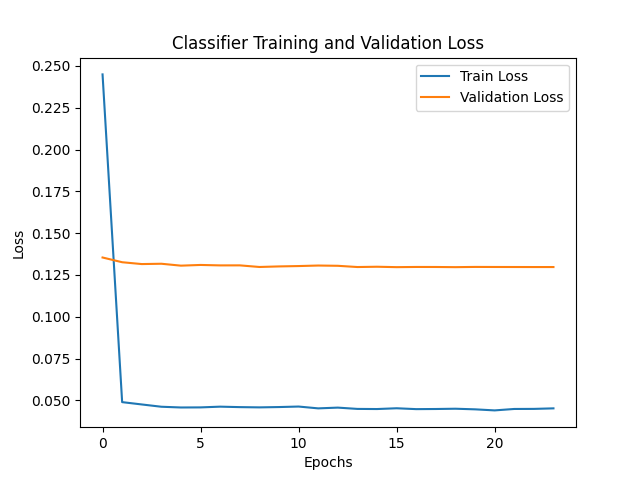 Classifier Training and Validation Loss
Train Loss
Validation Loss
0.250
0.225
0.200
0.175
0.150
0.125
0.100
0.075
0.050
Loss
0 5 10 15 20
Epochs